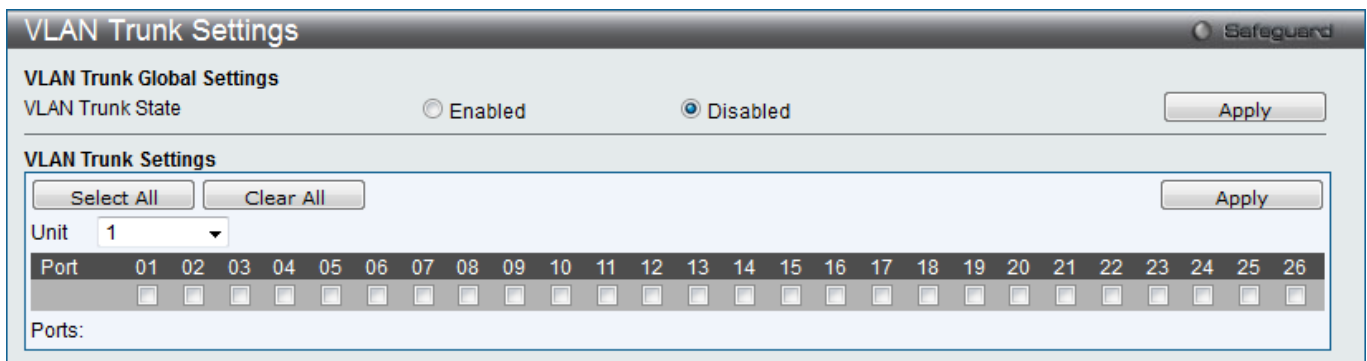 VLAN Trunk Settings Safeguard
VLAN Trunk Global Settings
VLAN Trunk State Enabled Disabled Apply
VLAN Trunk Settings
Select All Clear All Apply
Unit 1
Port 01 02 03 04 05 06 07 08 09 10 11 12 13 14 15 16 17 18 19 20 21 22 23 24 25 26
Ports: